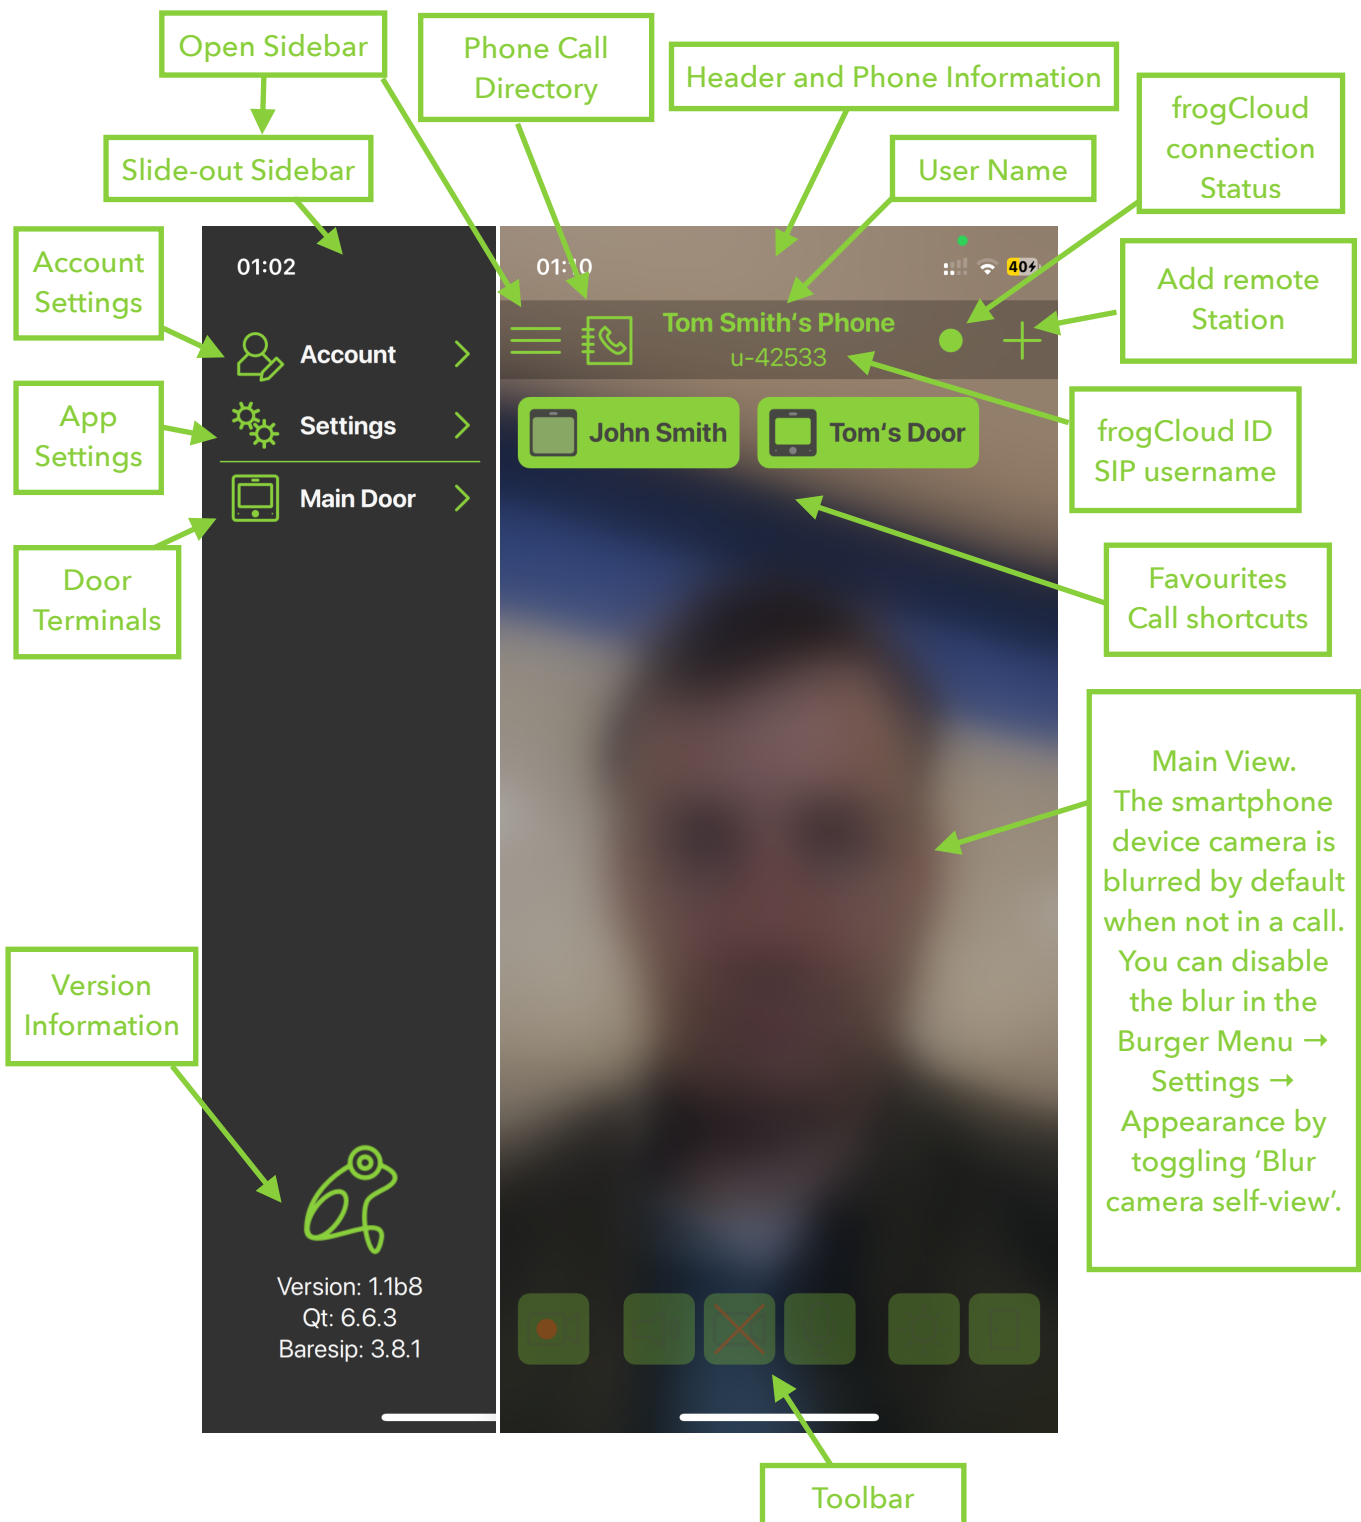 Open Sidebar
Phone Call
Directory
Header and Phone Information
frogCloud
connection
Status
Slide-out Sidebar
User Name
Account
Settings
Add remote
Station
App
Settings
frogCloud ID
SIP username
Door
Terminals
Favourites
Call shortcuts
Main View.
The smartphone
device camera is
blurred by default
when not in a call.
You can disable
the blur in the
Burger Menu →
Settings →
Appearance by
toggling ‘Blur
camera self-view’.
Version
Information
Toolbar
01:02
Account
Settings
Main Door
Version: 1.1b8
Qt: 6.6.3
Baresip: 3.8.1
01:10
40
Tom Smith's Phone
u-42533
John Smith
Tom's Door